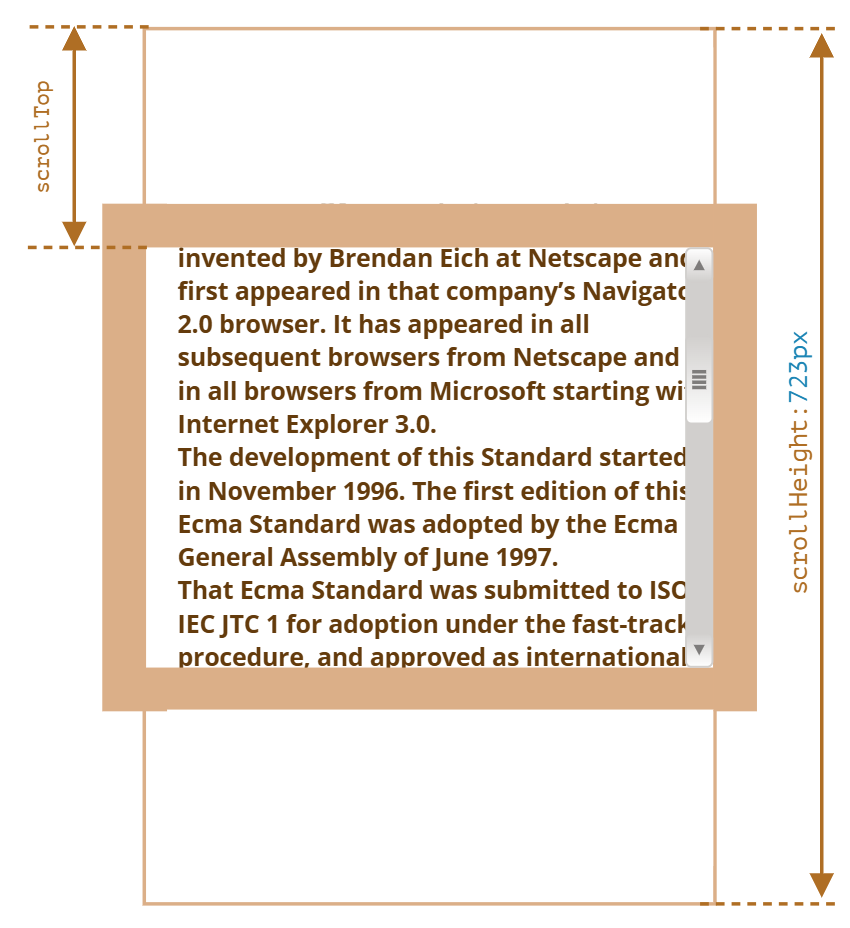 scrollTop
invented by Brendan Eich at Netscape and
first appeared in that company’s Navigato
2.0 browser. It has appeared in all
subsequent browsers from Netscape and
in all browsers from Microsoft starting wi
Internet Explorer 3.0.
The development of this Standard started
in November 1996. The first edition of this
Ecma Standard was adopted by the Ecma
General Assembly of June 1997.
That Ecma Standard was submitted to ISO
IEC JTC 1 for adoption under the fast-track
procedure, and approved as international
scrollHeight:723px